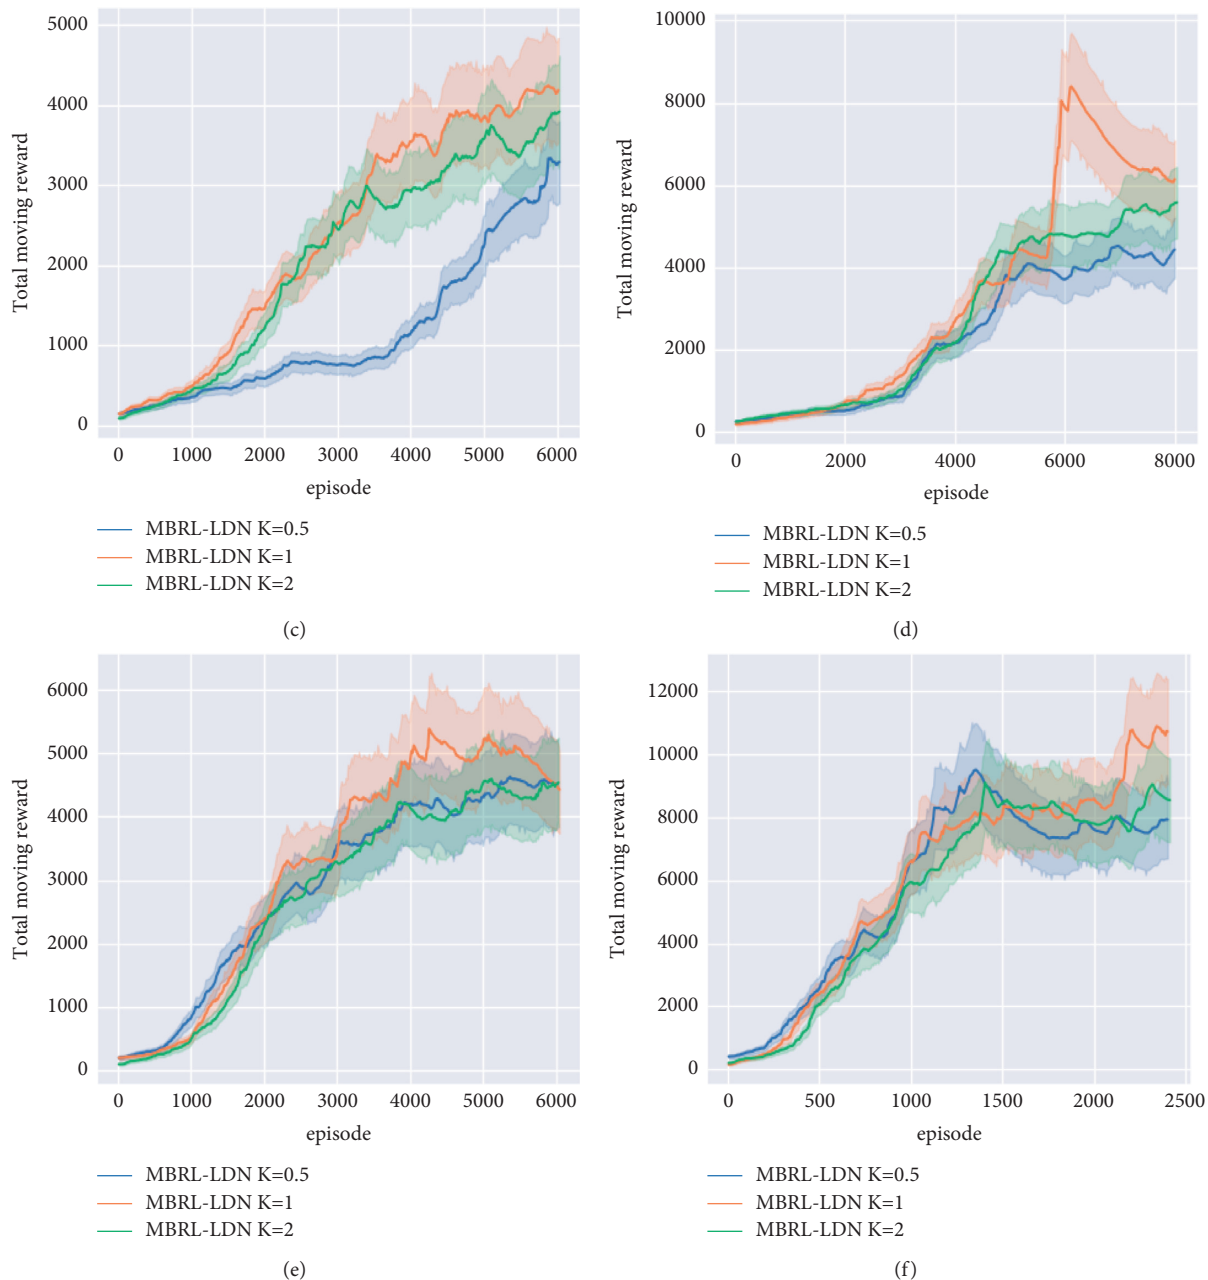 5000
4000
3000
2000
1000
0
Total moving reward
0 1000 2000 3000 4000 5000 6000
episode
MBRL-LDN K=0.5
MBRL-LDN K=1
MBRL-LDN K=2
(c)
10000
8000
6000
4000
2000
0
Total moving reward
0 2000 4000 6000 8000
episode
MBRL-LDN K=0.5
MBRL-LDN K=1
MBRL-LDN K=2
(d)
6000
5000
4000
3000
2000
1000
0
Total moving reward
0 1000 2000 3000 4000 5000 6000
episode
MBRL-LDN K=0.5
MBRL-LDN K=1
MBRL-LDN K=2
(e)
12000
10000
8000
6000
4000
2000
0
Total moving reward
0 500 1000 1500 2000 2500
episode
MBRL-LDN K=0.5
MBRL-LDN K=1
MBRL-LDN K=2
(f)